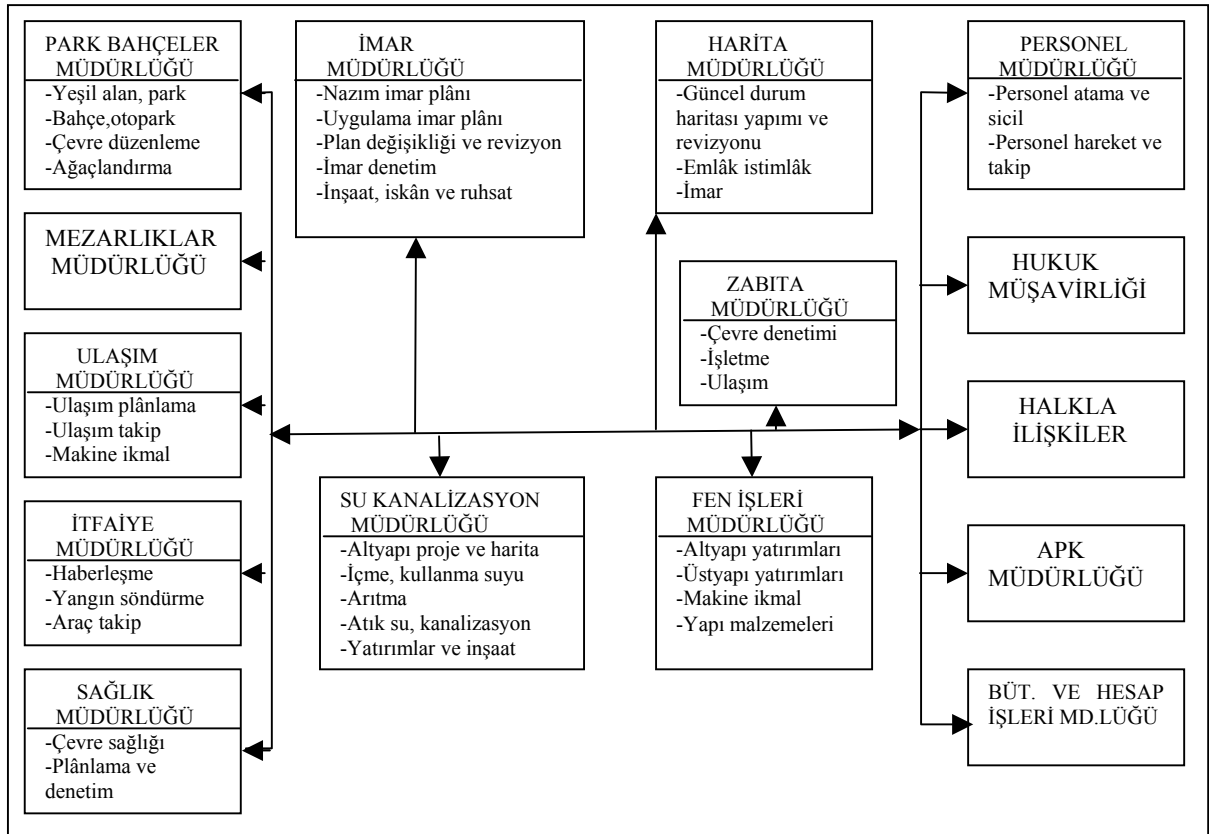 PARK BAHÇELER
MÜDÜRLÜĞÜ
-Yeşil alan, park
-Bahçe,otopark
-Çevre düzenleme
-Ağaçlandırma
İMAR
MÜDÜRLÜĞÜ
-Nazım imar plânı
-Uygulama imar plânı
-Plan değişikliği ve revizyon
-İmar denetim
-İnşaat, iskân ve ruhsat
HARİTA
MÜDÜRLÜĞÜ
-Güncel durum
haritası yapımı ve
revizyonu
-Emlâk istimlâk
-İmar
PERSONEL
MÜDÜRLÜĞÜ
-Personel atama ve
sicil
-Personel hareket ve
takip
MEZARLIKLAR
MÜDÜRLÜĞÜ
ZABITA
MÜDÜRLÜĞÜ
-Çevre denetimi
-İşletme
-Ulaşım
HUKUK
MÜŞAVİRLİĞİ
ULAŞIM
MÜDÜRLÜĞÜ
-Ulaşım plânlama
-Ulaşım takip
-Makine ikmal
HALKLA
İLİŞKİLER
İTFAİYE
MÜDÜRLÜĞÜ
-Haberleşme
-Yangın söndürme
-Araç takip
SU KANALİZASYON
MÜDÜRLÜĞÜ
-Altyapı proje ve harita
-İçme, kullanma suyu
-Arıtma
-Atık su, kanalizasyon
-Yatırımlar ve inşaat
FEN İŞLERİ
MÜDÜRLÜĞÜ
-Altyapı yatırımları
-Üstyapı yatırımları
-Makine ikmal
-Yapı malzemeleri
APK
MÜDÜRLÜĞÜ
SAĞLIK
MÜDÜRLÜĞÜ
-Çevre sağlığı
-Plânlama ve
denetim
BÜT. VE HESAP
İŞLERİ MD.LÜĞÜ